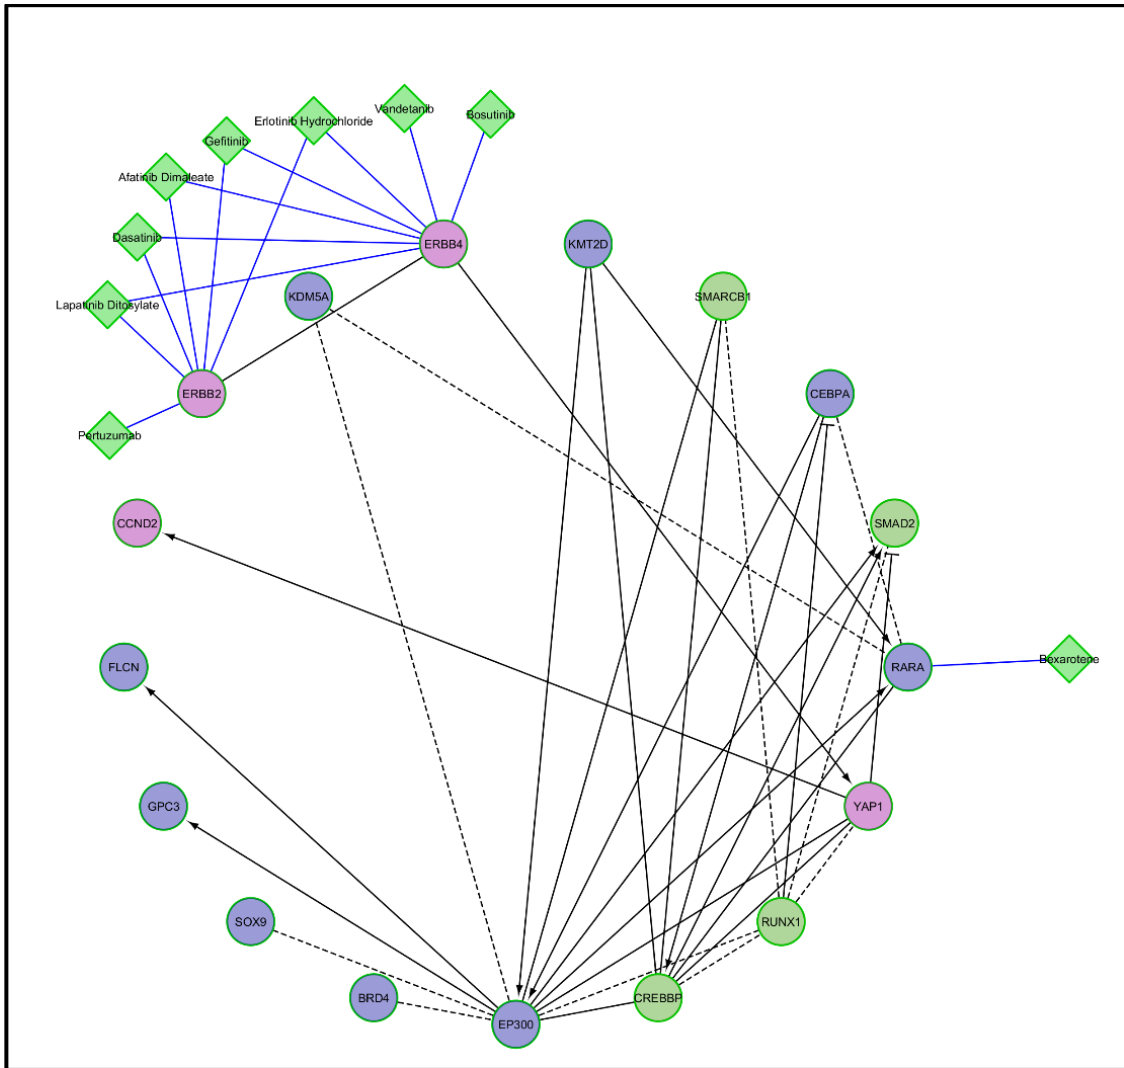 Vandetanib
Bosutinib
Erlotinib Hydrochloride
Gefitinib
Afatinib Dimaleate
Dasatinib
ERBB4
KMT2D
Lapatinib Ditosylate
KDM5A
SMARCB1
ERBB2
CEBPA
Pertuzumab
CCND2
SMAD2
FLCN
RARA
Bexarotene
GPC3
YAP1
SOX9
RUNX1
BRD4
CREBBP
EP300